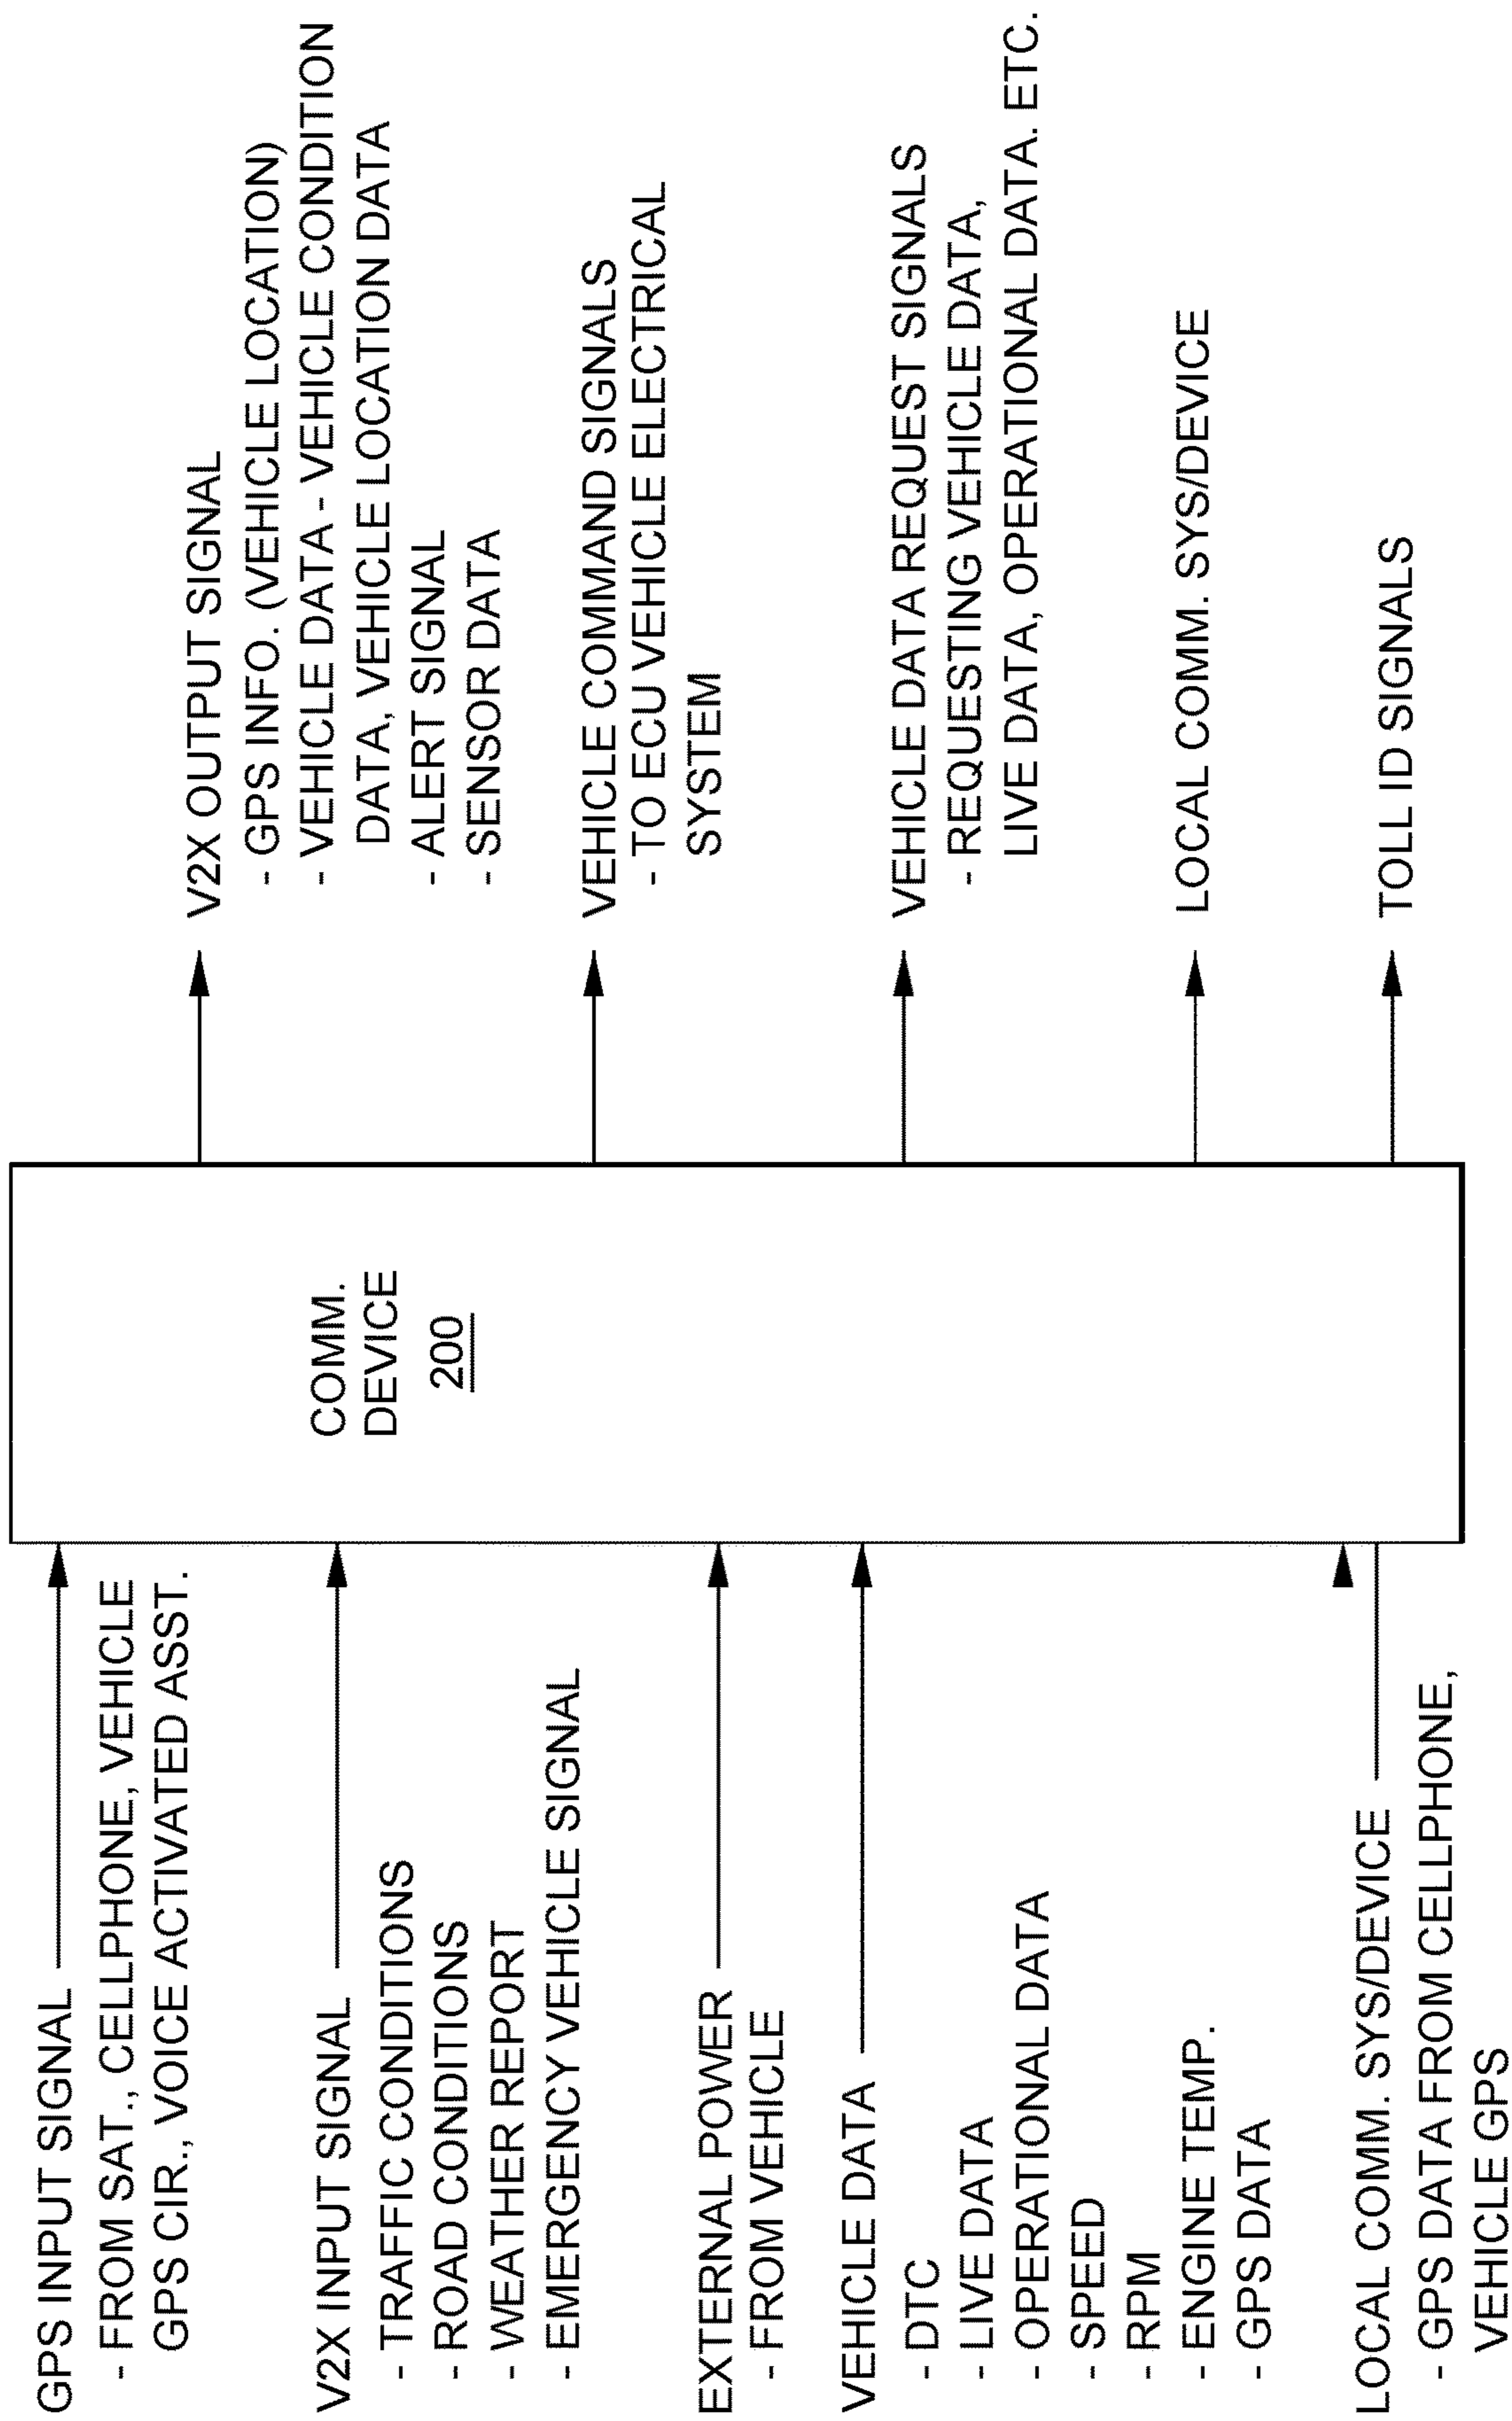 GPS INPUT SIGNAL
- FROM SAT., CELLPHONE, VEHICLE
GPS CIR., VOICE ACTIVATED ASST.
V2X INPUT SIGNAL
- TRAFFIC CONDITIONS
- ROAD CONDITIONS
- WEATHER REPORT
- EMERGENCY VEHICLE SIGNAL
EXTERNAL POWER
- FROM VEHICLE
VEHICLE DATA
- DTC
- LIVE DATA
- OPERATIONAL DATA
- SPEED
- RPM
- ENGINE TEMP.
- GPS DATA
LOCAL COMM. SYS/DEVICE
- GPS DATA FROM CELLPHONE,
VEHICLE GPS
COMM.
DEVICE
200
V2X OUTPUT SIGNAL
- GPS INFO. (VEHICLE LOCATION)
- VEHICLE DATA - VEHICLE CONDITION
DATA, VEHICLE LOCATION DATA
- ALERT SIGNAL
- SENSOR DATA
VEHICLE COMMAND SIGNALS
- TO ECU VEHICLE ELECTRICAL
SYSTEM
VEHICLE DATA REQUEST SIGNALS
- REQUESTING VEHICLE DATA,
LIVE DATA, OPERATIONAL DATA. ETC.
LOCAL COMM. SYS/DEVICE
TOLL ID SIGNALS